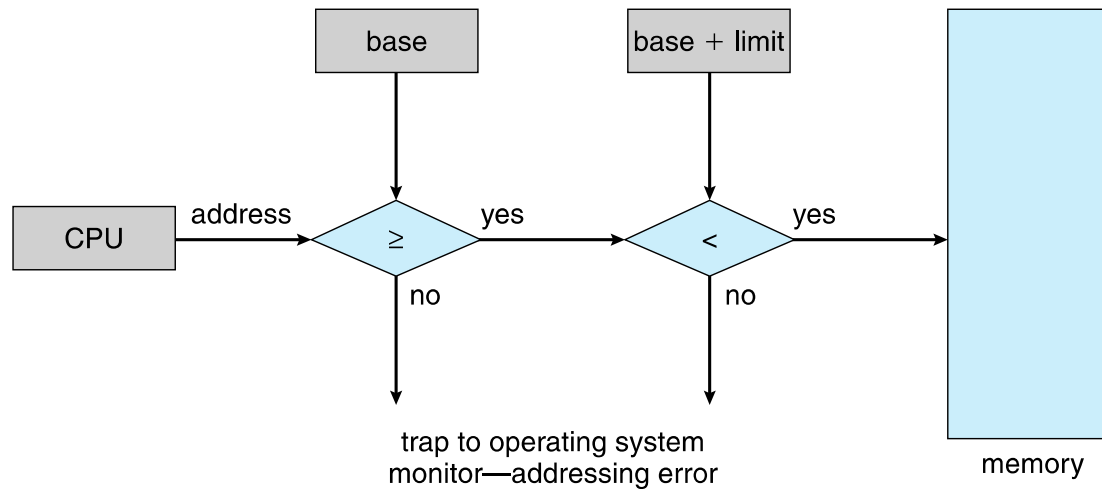 base
base + limit
address
yes
yes
CPU
≥
<
no
no
trap to operating system
monitor—addressing error
memory